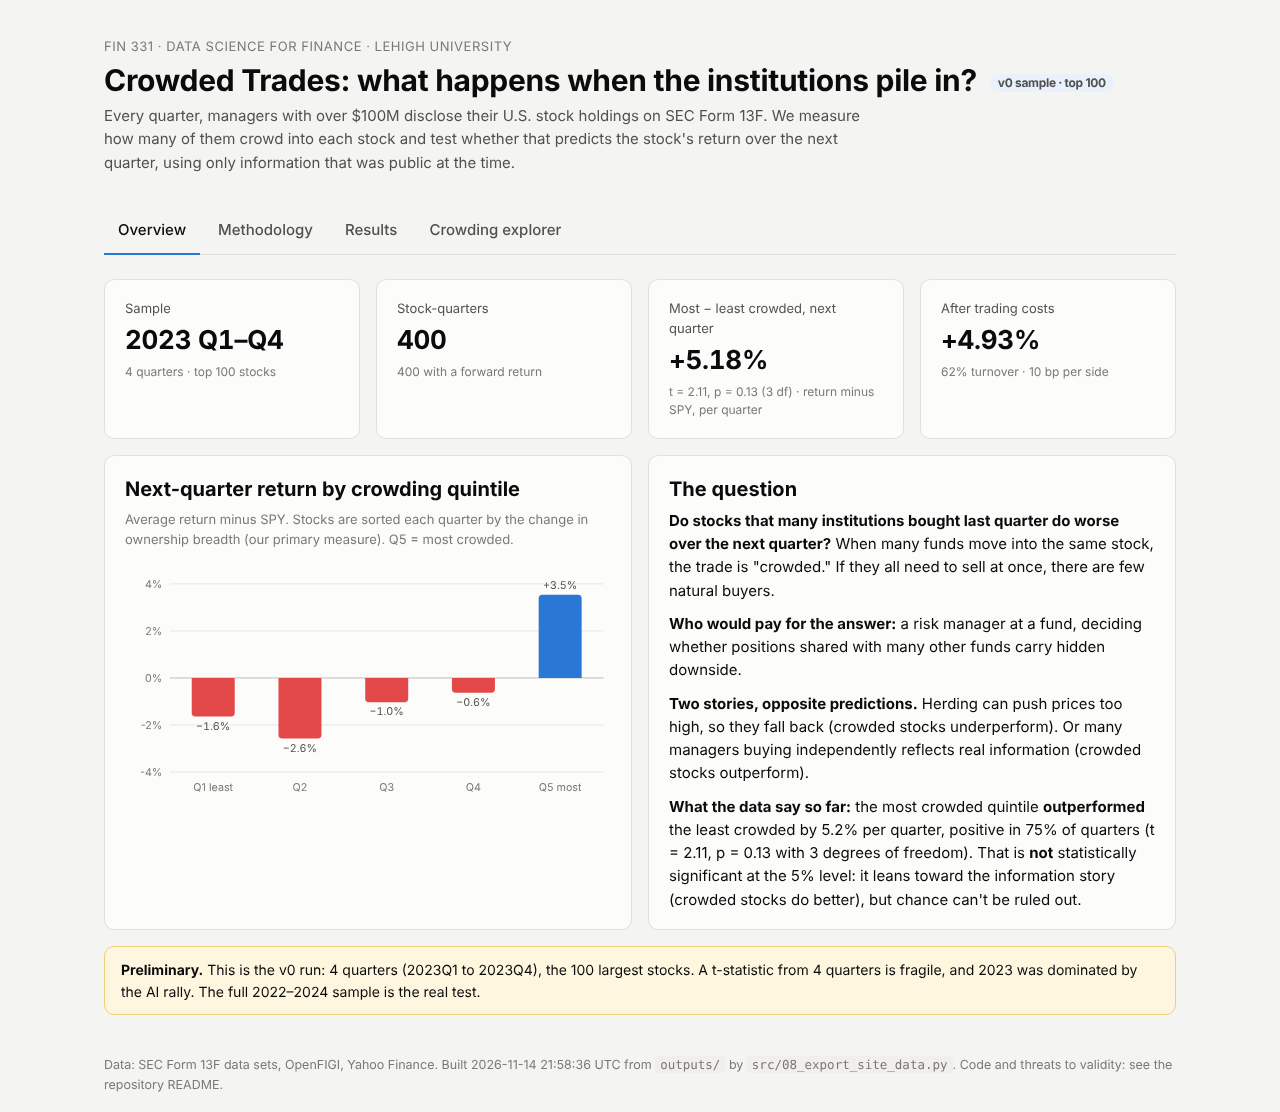 FIN 331 · DATA SCIENCE FOR FINANCE · LEHIGH UNIVERSITY
Crowded Trades: what happens when the institutions pile in? v0 sample · top 100
Every quarter, managers with over $100M disclose their U.S. stock holdings on SEC Form 13F. We measure
how many of them crowd into each stock and test whether that predicts the stock's return over the next
quarter, using only information that was public at the time.
Overview Methodology Results Crowding explorer
Sample
2023 Q1–Q4
4 quarters · top 100 stocks
Stock-quarters
400
400 with a forward return
Most − least crowded, next
quarter
+5.18%
t = 2.11, p = 0.13 (3 df) · return minus
SPY, per quarter
After trading costs
+4.93%
62% turnover · 10 bp per side
Next-quarter return by crowding quintile
Average return minus SPY. Stocks are sorted each quarter by the change in
ownership breadth (our primary measure). Q5 = most crowded.
4%
2%
0%
-2%
-4%
−1.6%
−2.6%
−1.0%
−0.6%
+3.5%
Q1 least Q2 Q3 Q4 Q5 most
The question
Do stocks that many institutions bought last quarter do worse
over the next quarter? When many funds move into the same stock,
the trade is "crowded." If they all need to sell at once, there are few
natural buyers.
Who would pay for the answer: a risk manager at a fund, deciding
whether positions shared with many other funds carry hidden
downside.
Two stories, opposite predictions. Herding can push prices too
high, so they fall back (crowded stocks underperform). Or many
managers buying independently reflects real information (crowded
stocks outperform).
What the data say so far: the most crowded quintile outperformed
the least crowded by 5.2% per quarter, positive in 75% of quarters (t
= 2.11, p = 0.13 with 3 degrees of freedom). That is not statistically
significant at the 5% level: it leans toward the information story
(crowded stocks do better), but chance can't be ruled out.
Preliminary. This is the v0 run: 4 quarters (2023Q1 to 2023Q4), the 100 largest stocks. A t-statistic from 4 quarters is fragile, and 2023 was dominated by
the AI rally. The full 2022–2024 sample is the real test.
Data: SEC Form 13F data sets, OpenFIGI, Yahoo Finance. Built 2026-11-14 21:58:36 UTC from outputs/ by src/08_export_site_data.py. Code and threats to validity: see the
repository README.